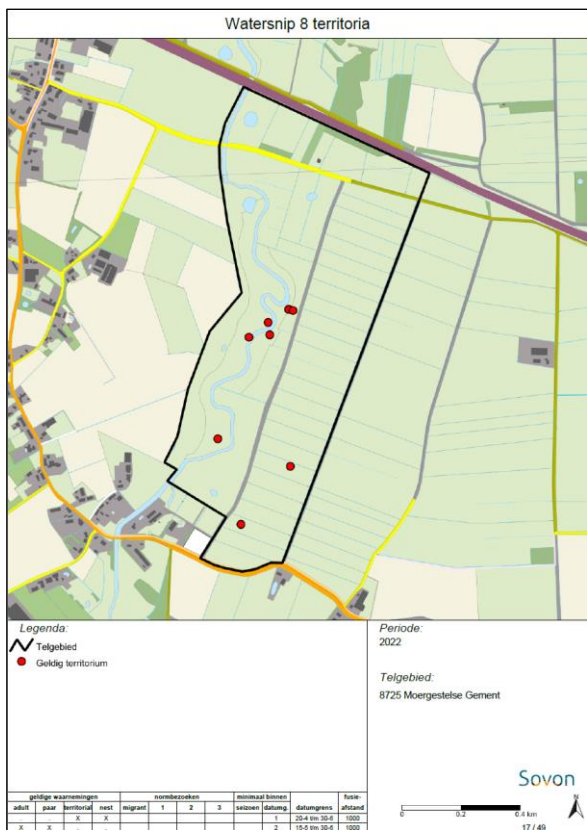 Watersnip 8 territoria
Legenda:
Telgebied
Geldig territorium
Periode:
2022
Telgebied:
8725 Moergestelse Gement
Sovon
0 0.2 0.4 km
N
17 / 49
geldige waarnemingen normbezoeken minimaal binnen fusie-
adult paar territorial nest migrant 1 2 3 seizoen datumg. datumgrens afstand
. . X X 1 20-4 t/m 30-6 1000
X X 2 15-5 t/m 30-6 1000